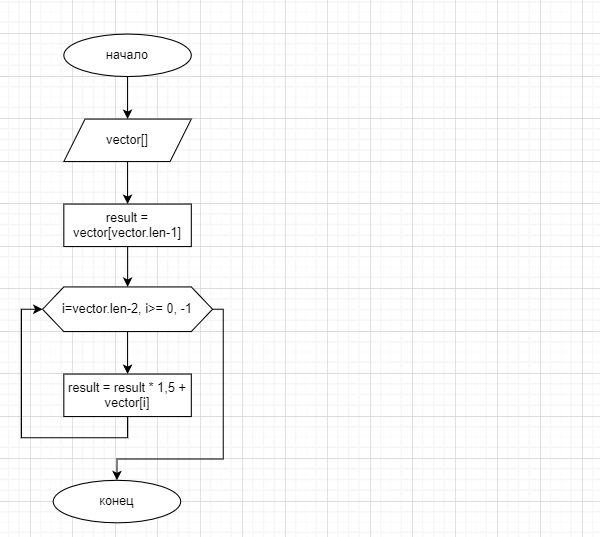 начало
vector[]
result =
vector[vector.len-1]
i=vector.len-2, i>= 0, -1
result = result * 1,5 +
vector[i]
конец